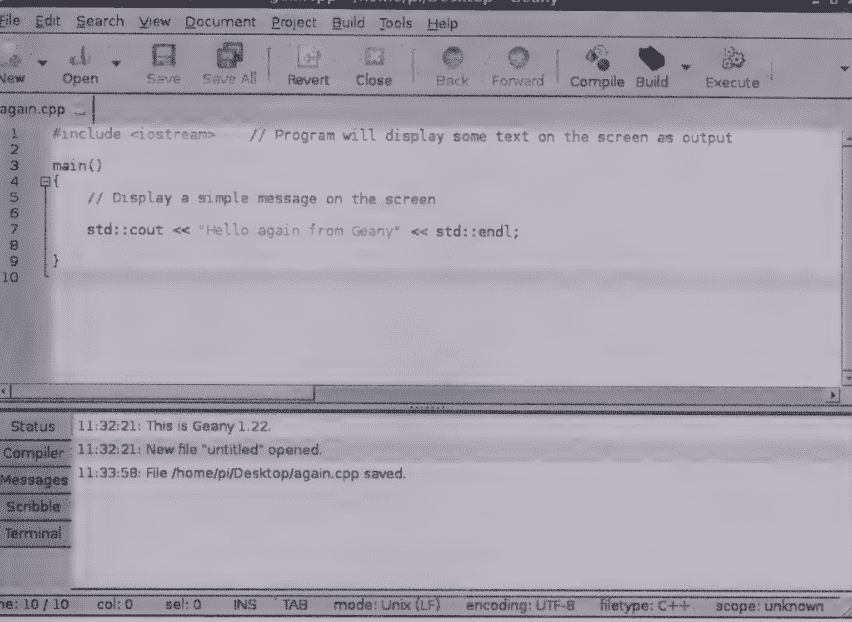 File Edit Search View Document Project Build Tools Help
New Open Save Save All Revert Close Back Forward Compile Build Execute
again.cpp
1 #include <iostream> // Program will display some text on the screen as output
2
3 main()
4 {
5 // Display a simple message on the screen
6
7 std::cout << "Hello again from Geany" << std::endl;
8
9 }
10
Status 11:32:21: This is Geany 1.22.
Compiler 11:32:21: New file "untitled" opened.
Messages 11:33:58: File /home/pi/Desktop/again.cpp saved.
Scribble
Terminal
ne: 10 / 10 col: 0 sel: 0 INS TAB mode: Unix (LF) encoding: UTF-8 filetype: C++ scope: unknown